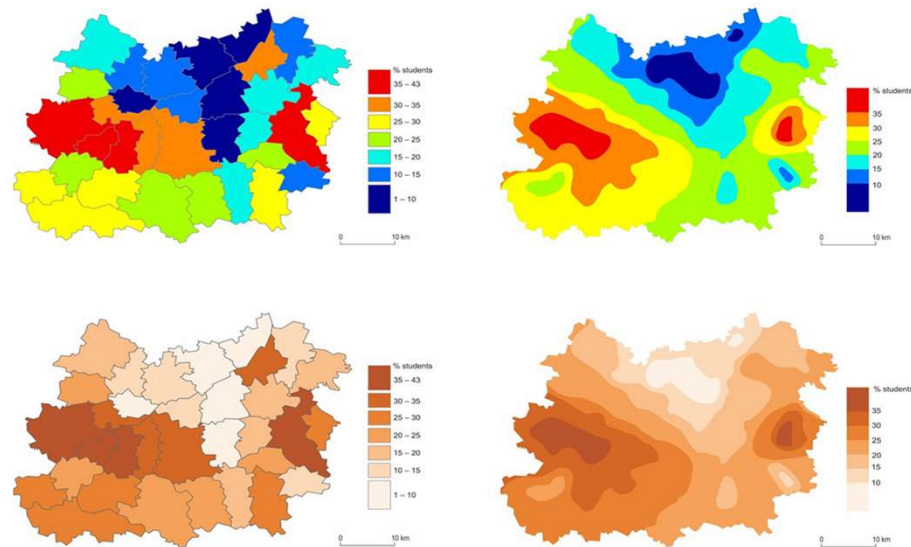 % students
35 – 43
30 – 35
25 – 30
20 – 25
15 – 20
10 – 15
1 – 10
0 10 km
% students
35
30
25
20
15
10
0 10 km
% students
35 – 43
30 – 35
25 – 30
20 – 25
15 – 20
10 – 15
1 – 10
0 10 km
% students
35
30
25
20
15
10
0 10 km